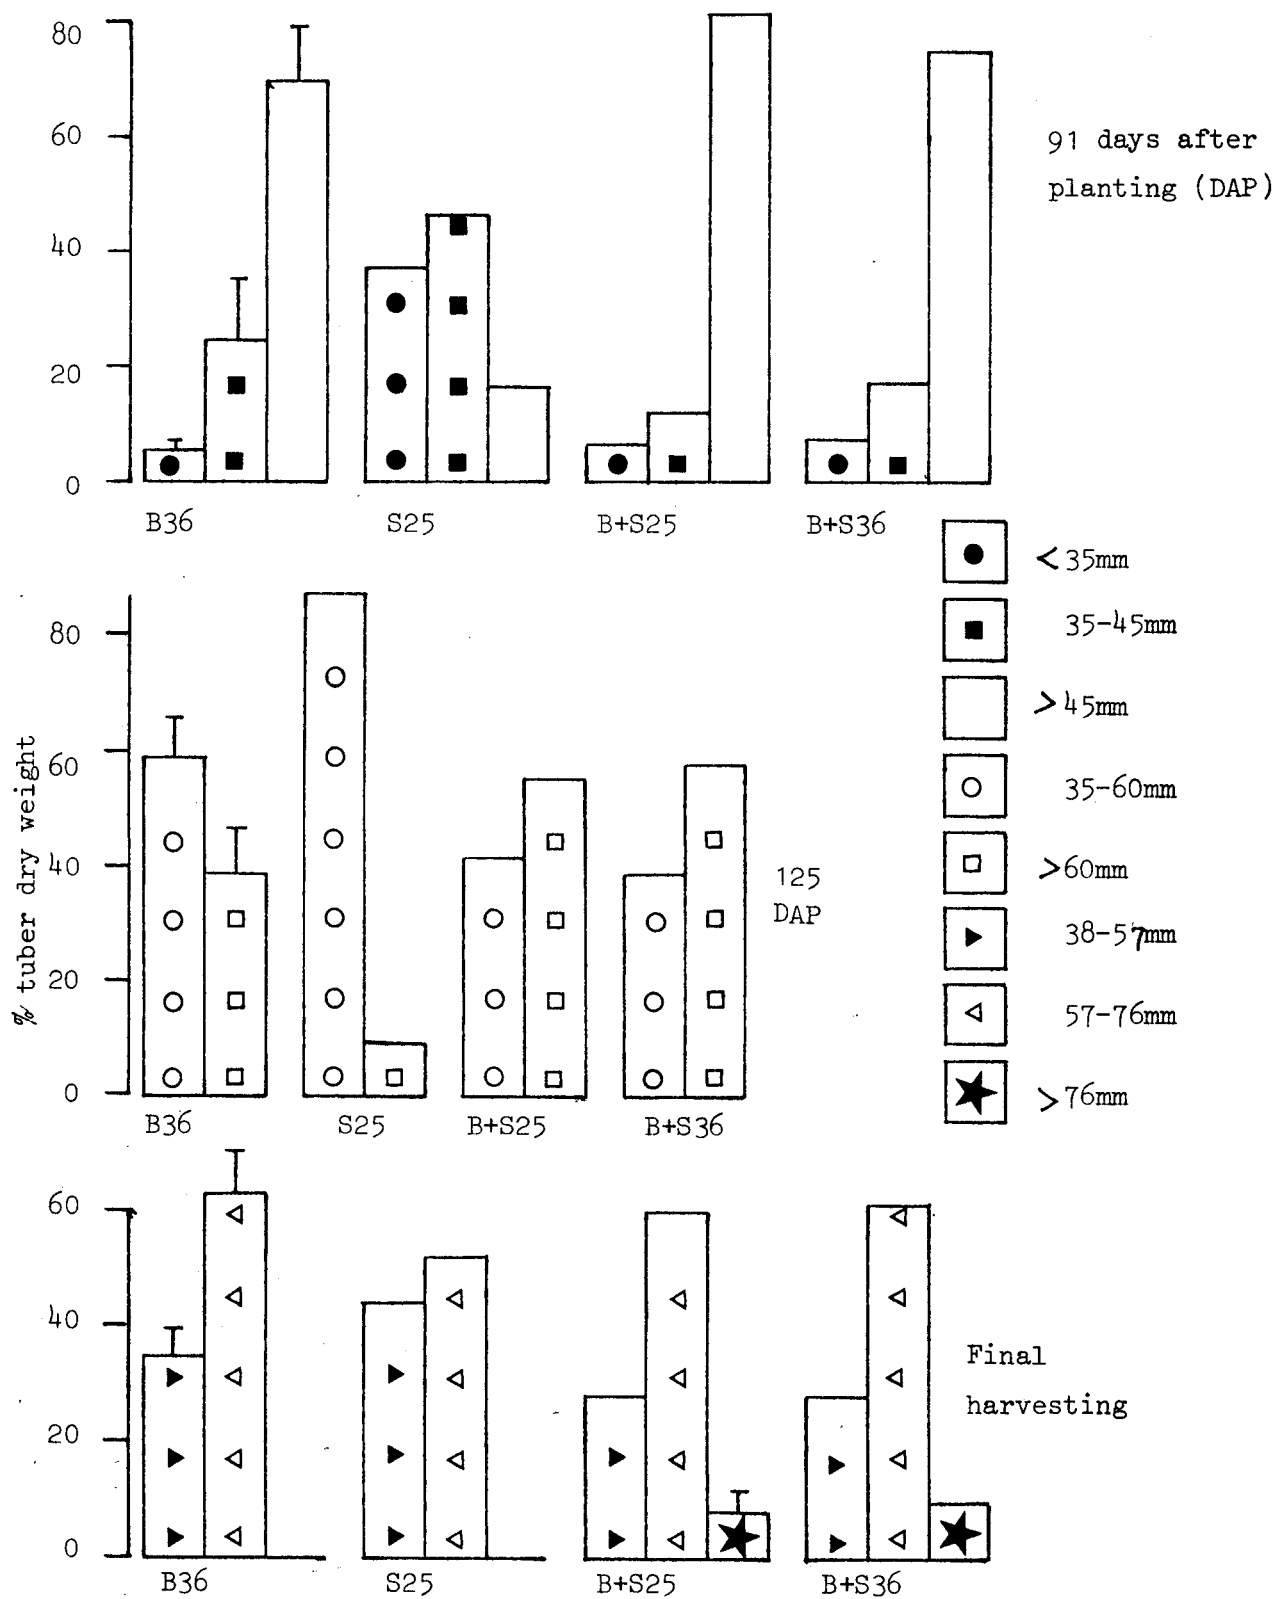 80
60
40
20
0
91 days after
planting (DAP)
B36 S25 B+S25 B+S36
<35mm
35-45mm
>45mm
35-60mm
>60mm
38-57mm
57-76mm
>76mm
% tuber dry weight
80
60
40
20
0
125
DAP
B36 S25 B+S25 B+S36
60
40
20
0
Final
harvesting
B36 S25 B+S25 B+S36